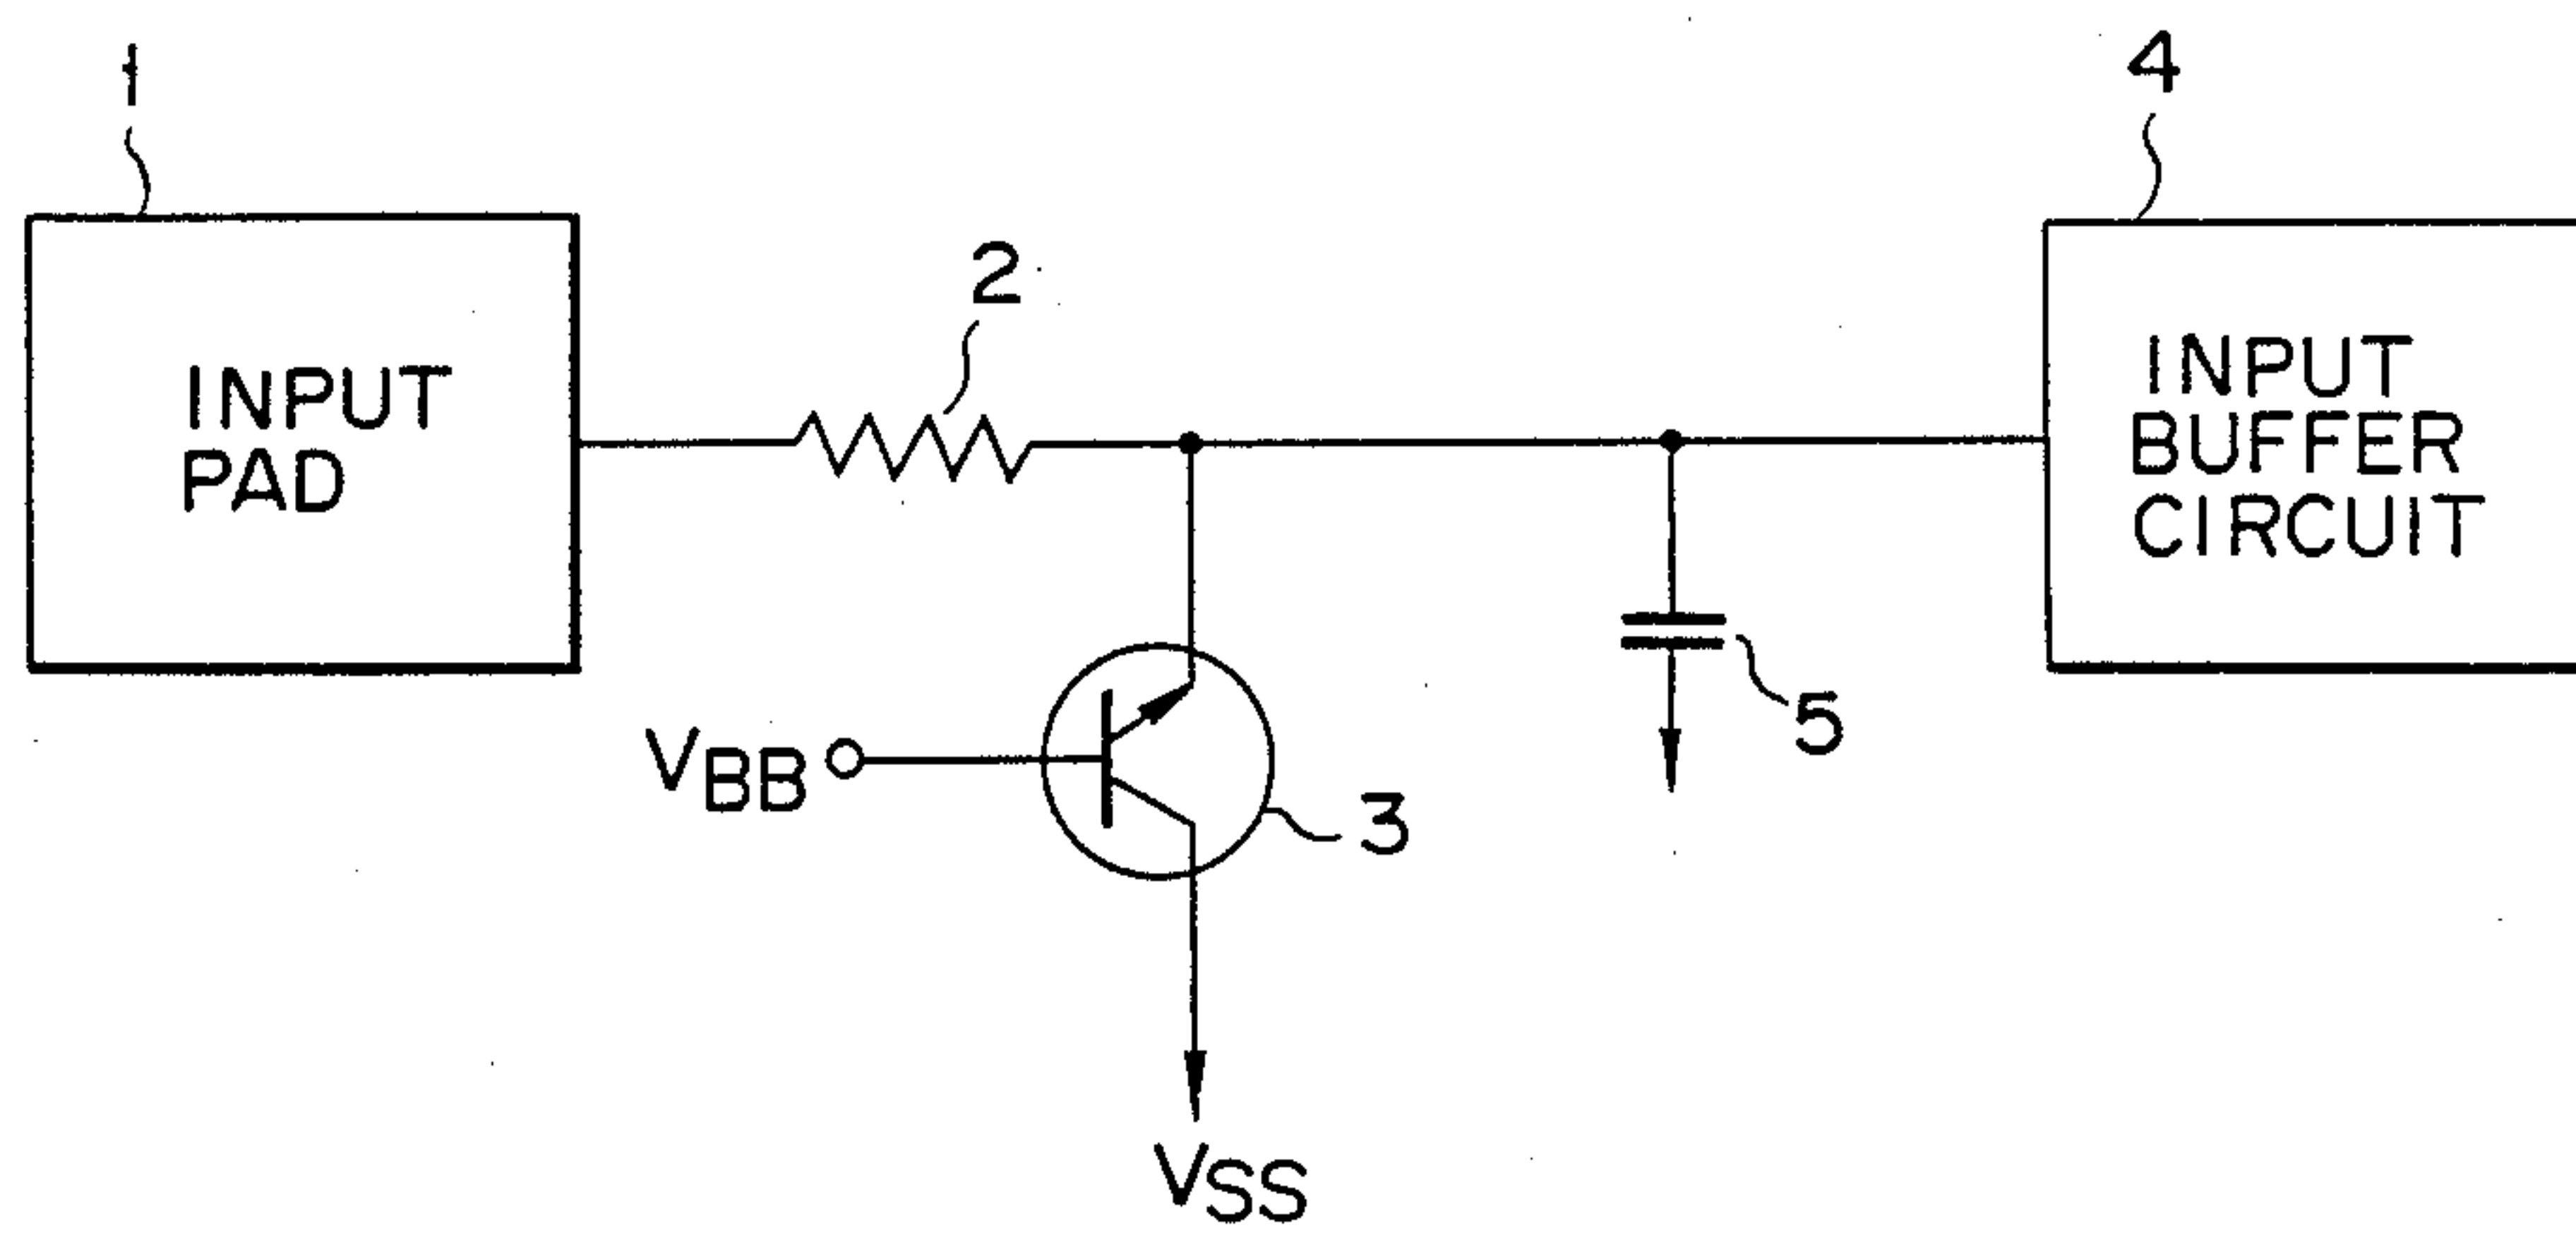 1
4
2
INPUT
PAD
INPUT
BUFFER
CIRCUIT
VBB
5
3
VSS